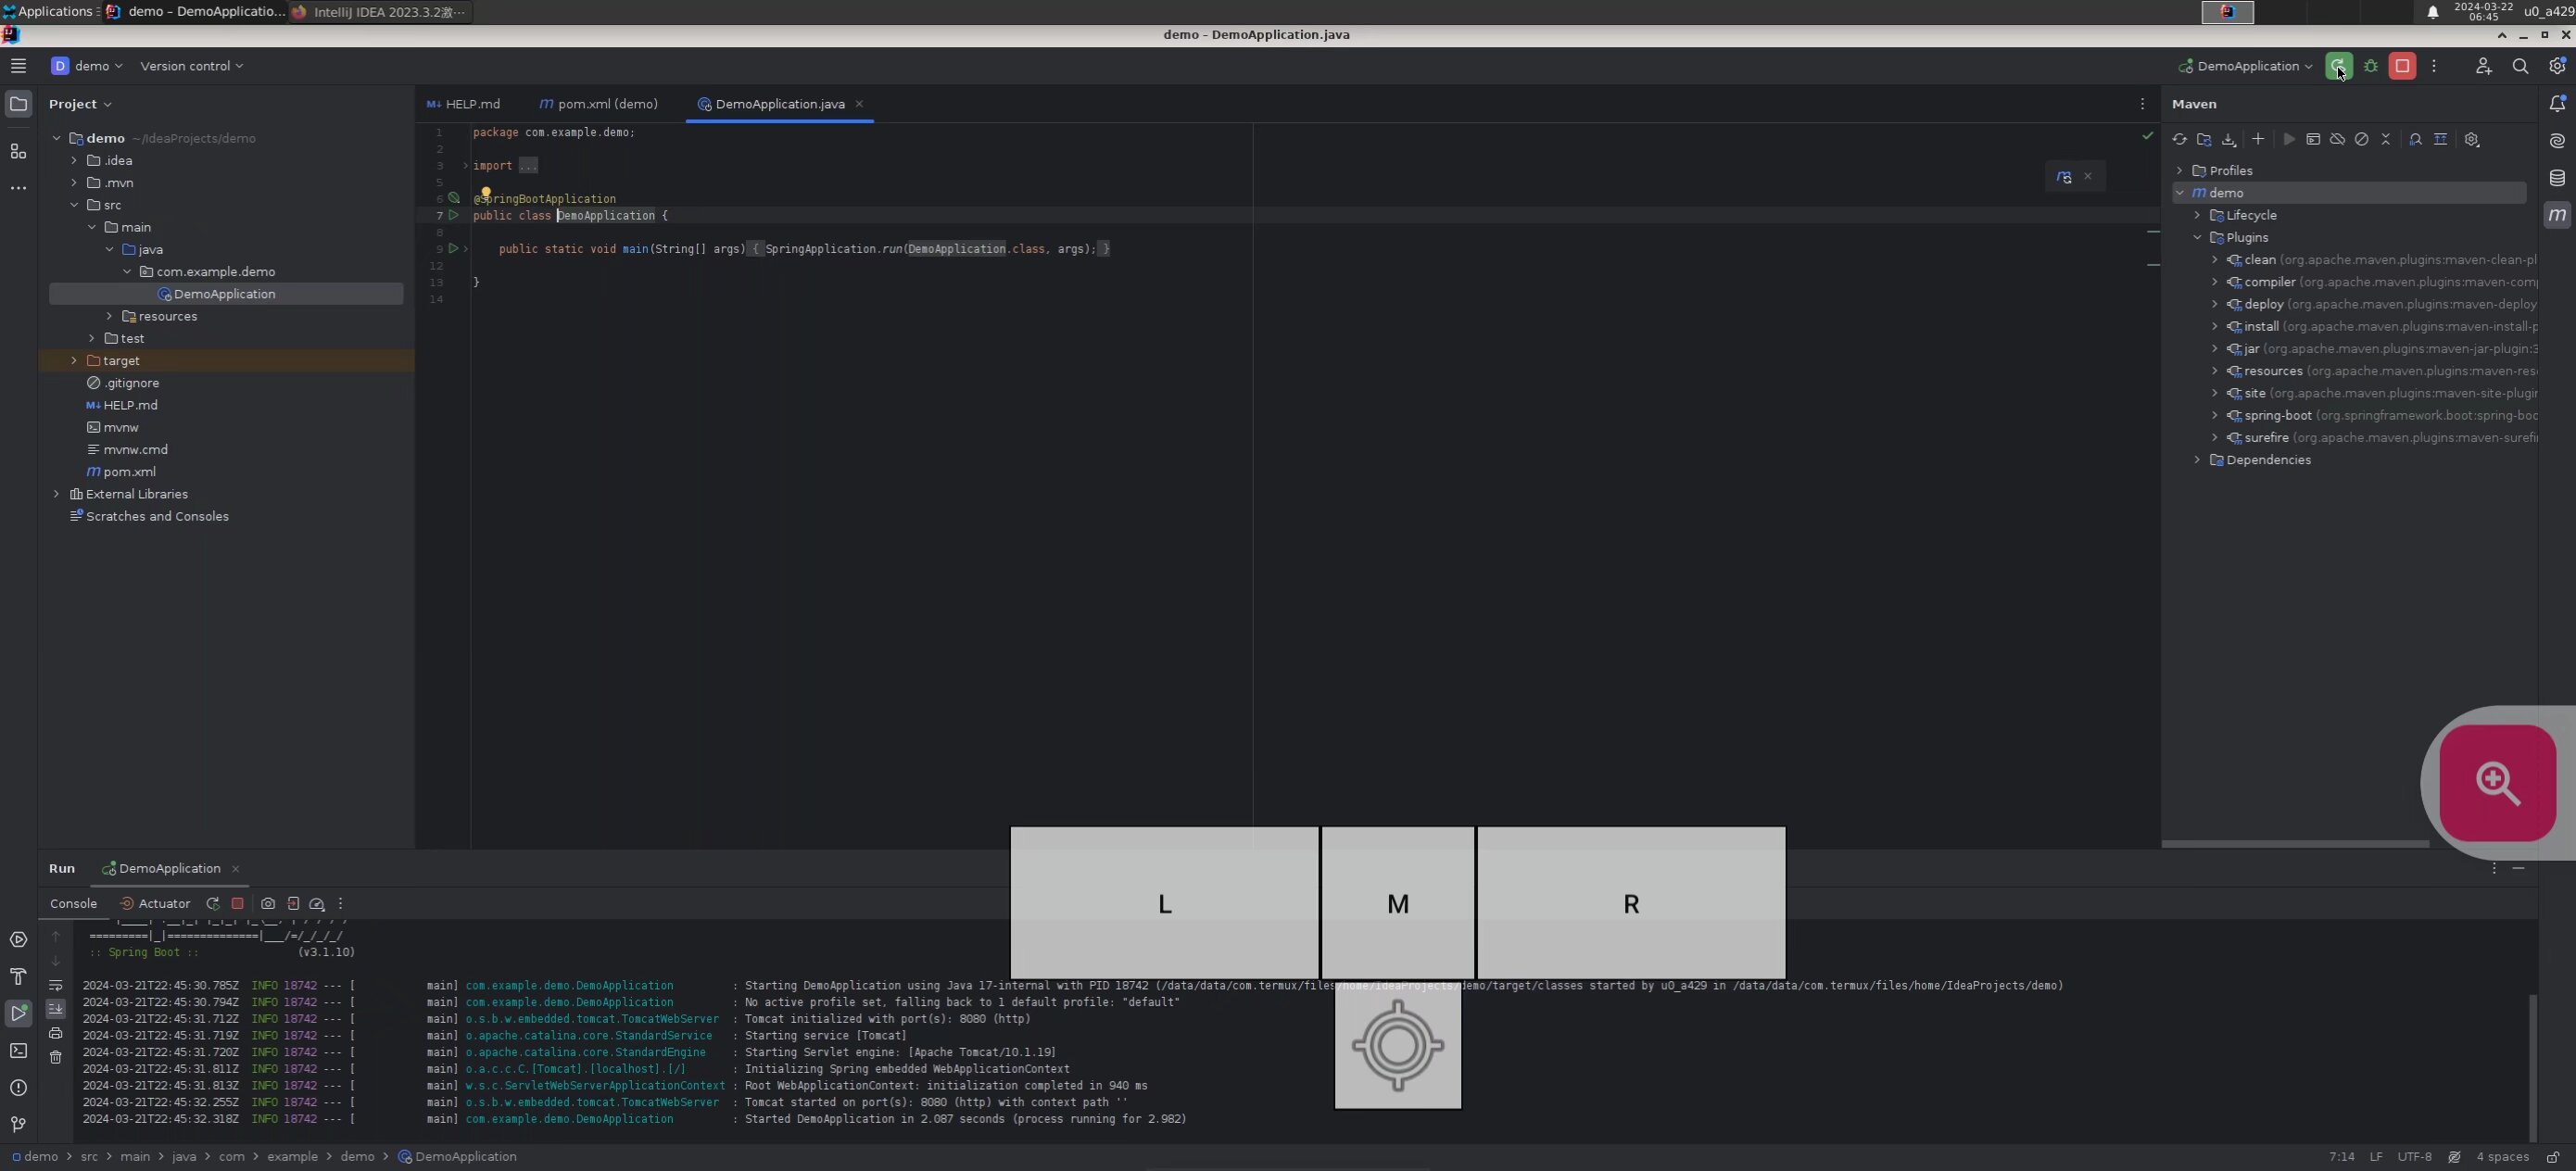 Applications
demo – DemoApplicatio...
IntelliJ IDEA 2023.3.2激···
2024-03-22
06:45
u0_a429
demo – DemoApplication.java
D demo
Version control
DemoApplication
Project
HELP.md
pom.xml (demo)
DemoApplication.java
Maven
demo ~/IdeaProjects/demo
.idea
.mvn
src
main
java
com.example.demo
DemoApplication
resources
test
target
.gitignore
HELP.md
mvnw
mvnw.cmd
pom.xml
External Libraries
Scratches and Consoles
1 package com.example.demo;
2
3 import ...
5
6 @SpringBootApplication
7 public class DemoApplication {
8
9 public static void main(String[] args) { SpringApplication.run(DemoApplication.class, args); }
12
13 }
14
Profiles
demo
Lifecycle
Plugins
clean (org.apache.maven.plugins:maven-clean-pl
compiler (org.apache.maven.plugins:maven-com
deploy (org.apache.maven.plugins:maven-deploy
install (org.apache.maven.plugins:maven-install-p
jar (org.apache.maven.plugins:maven-jar-plugin:3
resources (org.apache.maven.plugins:maven-res
site (org.apache.maven.plugins:maven-site-plugin
spring-boot (org.springframework.boot:spring-boo
surefire (org.apache.maven.plugins:maven-surefi
Dependencies
L M R
Run DemoApplication
Console Actuator
=========|_|==============|___/=/_/_/_/
:: Spring Boot :: (v3.1.10)
2024-03-21T22:45:30.785Z INFO 18742 --- [ main] com.example.demo.DemoApplication : Starting DemoApplication using Java 17-internal with PID 18742 (/data/data/com.termux/files/home/IdeaProjects/demo/target/classes started by u0_a429 in /data/data/com.termux/files/home/IdeaProjects/demo)
2024-03-21T22:45:30.794Z INFO 18742 --- [ main] com.example.demo.DemoApplication : No active profile set, falling back to 1 default profile: "default"
2024-03-21T22:45:31.712Z INFO 18742 --- [ main] o.s.b.w.embedded.tomcat.TomcatWebServer : Tomcat initialized with port(s): 8080 (http)
2024-03-21T22:45:31.719Z INFO 18742 --- [ main] o.apache.catalina.core.StandardService : Starting service [Tomcat]
2024-03-21T22:45:31.720Z INFO 18742 --- [ main] o.apache.catalina.core.StandardEngine : Starting Servlet engine: [Apache Tomcat/10.1.19]
2024-03-21T22:45:31.811Z INFO 18742 --- [ main] o.a.c.c.C.[Tomcat].[localhost].[/] : Initializing Spring embedded WebApplicationContext
2024-03-21T22:45:31.813Z INFO 18742 --- [ main] w.s.c.ServletWebServerApplicationContext : Root WebApplicationContext: initialization completed in 940 ms
2024-03-21T22:45:32.255Z INFO 18742 --- [ main] o.s.b.w.embedded.tomcat.TomcatWebServer : Tomcat started on port(s): 8080 (http) with context path ''
2024-03-21T22:45:32.318Z INFO 18742 --- [ main] com.example.demo.DemoApplication : Started DemoApplication in 2.087 seconds (process running for 2.982)
demo > src > main > java > com > example > demo > DemoApplication
7:14 LF UTF-8 4 spaces